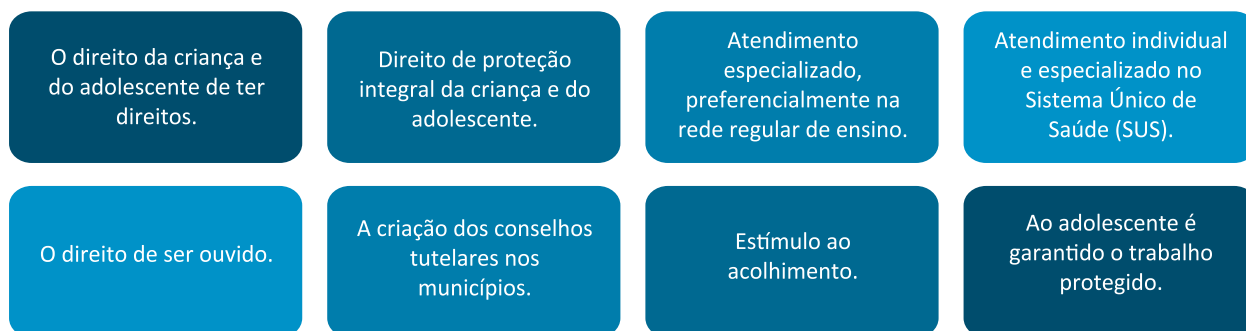 O direito da criança e
do adolescente de ter
direitos.
Direito de proteção
integral da criança e do
adolescente.
Atendimento
especializado,
preferencialmente na
rede regular de ensino.
Atendimento individual
e especializado no
Sistema Único de
Saúde (SUS).
O direito de ser ouvido.
A criação dos conselhos
tutelares nos
municípios.
Estímulo ao
acolhimento.
Ao adolescente é
garantido o trabalho
protegido.